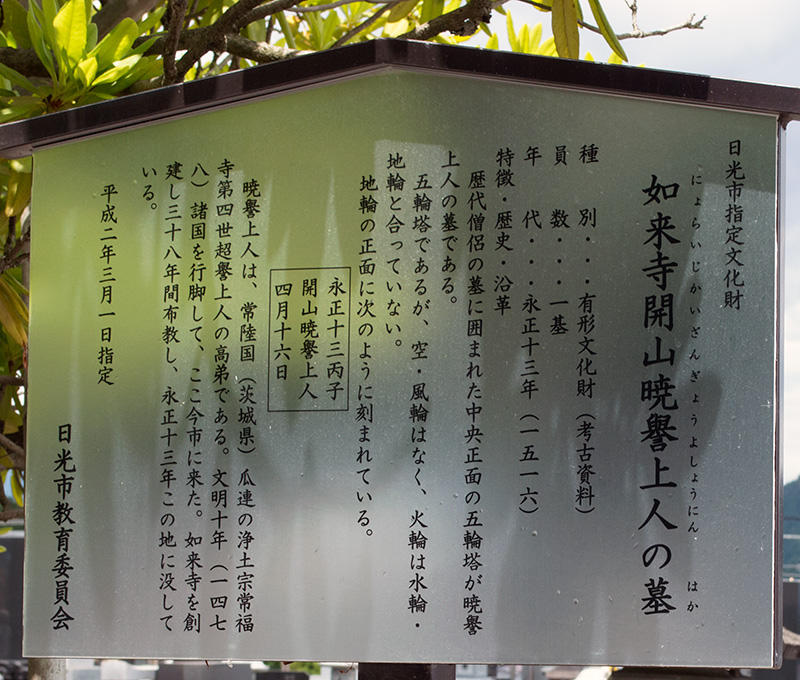 日光市指定文化財
にょらいじかいざんぎょうよしょうにん　はか
如来寺開山暁譽上人の墓
種　別・・・有形文化財（考古資料）
員　数・・・一基
年　代・・・永正十三年（一五一六）
特徴・歴史・沿革
歴代僧侶の墓に囲まれた中央正面の五輪塔が暁譽
上人の墓である。
五輪塔であるが、空・風輪はなく、火輪は水輪・
地輪と合っていない。
地輪の正面に次のように刻まれている。
永正十三丙子
開山暁譽上人
四月十六日
暁譽上人は、常陸国（茨城県）瓜連の浄土宗常福
寺第四世超譽上人の高弟である。文明十年（一四七
八）諸国を行脚して、ここ今市に来た。如来寺を創
建し三十八年間布教し、永正十三年この地に没して
いる。
平成二年三月一日指定
日光市教育委員会